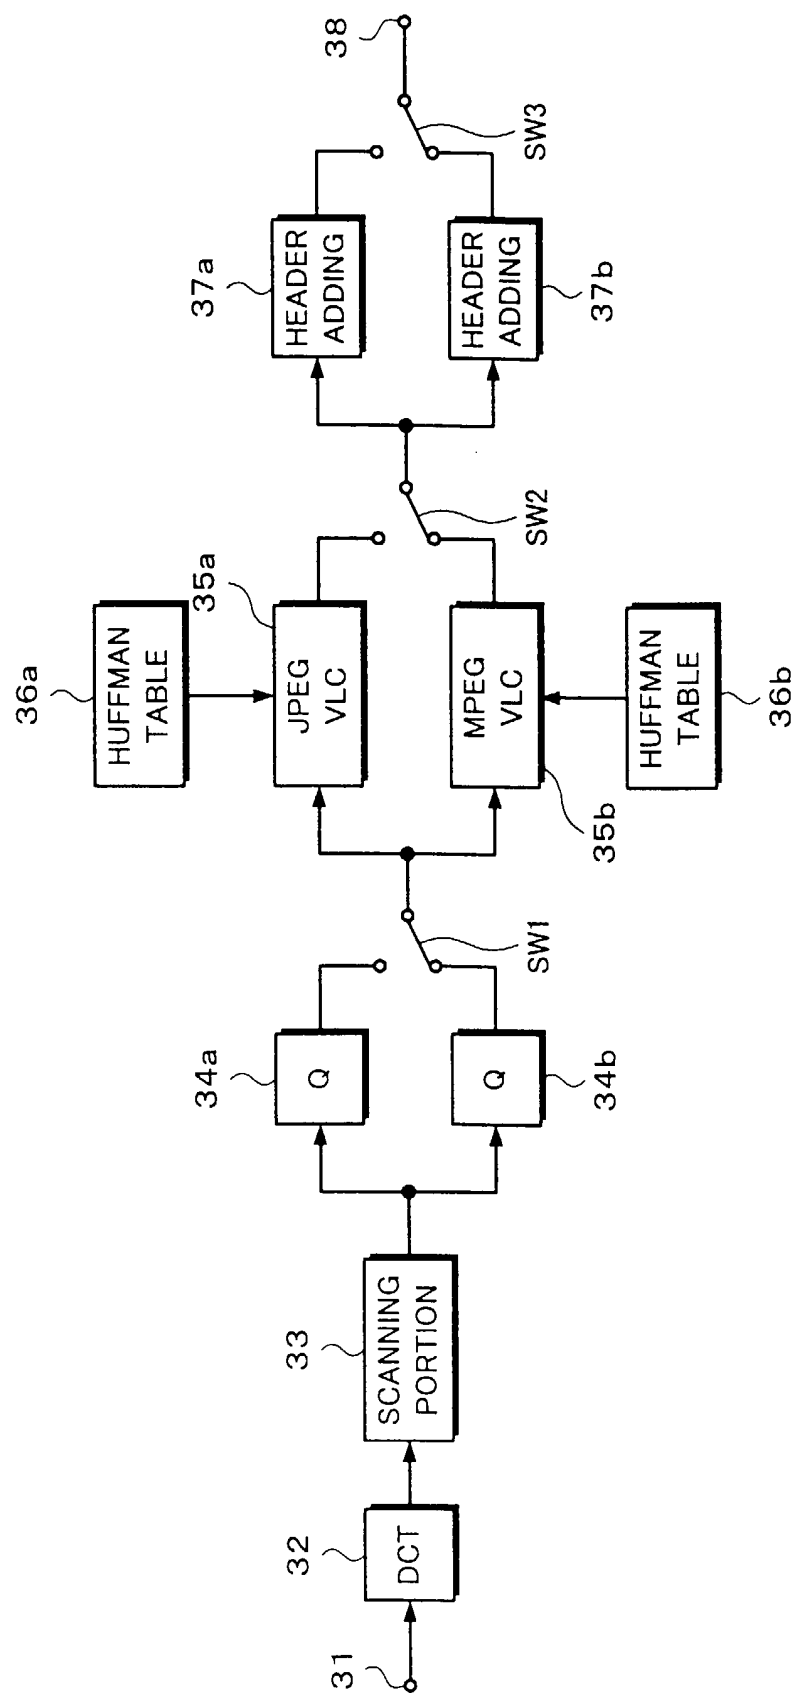 31
32
DCT
33
SCANNING
PORTION
34a
Q
34b
Q
SW1
36a
HUFFMAN
TABLE
35a
JPEG
VLC
35b
MPEG
VLC
36b
HUFFMAN
TABLE
SW2
37a
HEADER
ADDING
37b
HEADER
ADDING
SW3
38